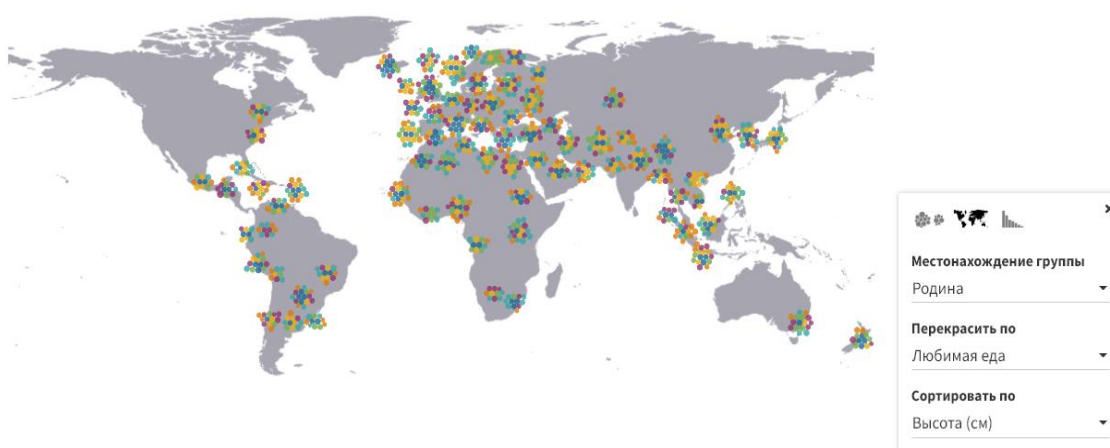 Местонахождение группы
Родина
Перекрасить по
Любимая еда
Сортировать по
Высота (см)